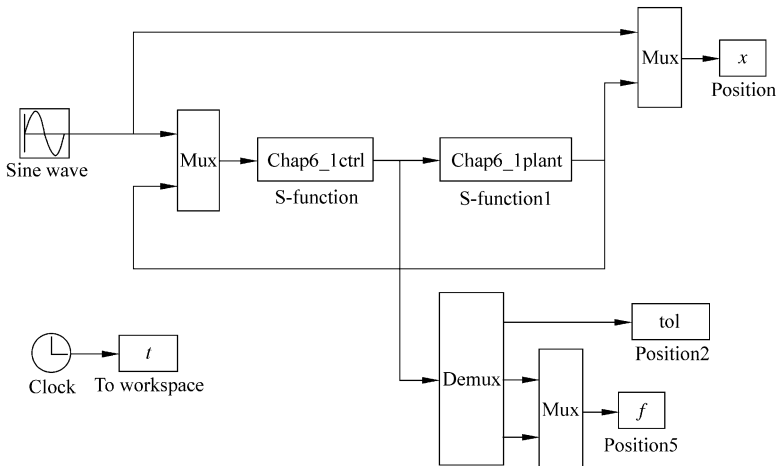 Mux
x
Position
Sine wave
Mux
Chap6_1ctrl
S-function
Chap6_1plant
S-function1
Clock
t
To workspace
Demux
tol
Position2
Mux
f
Position5